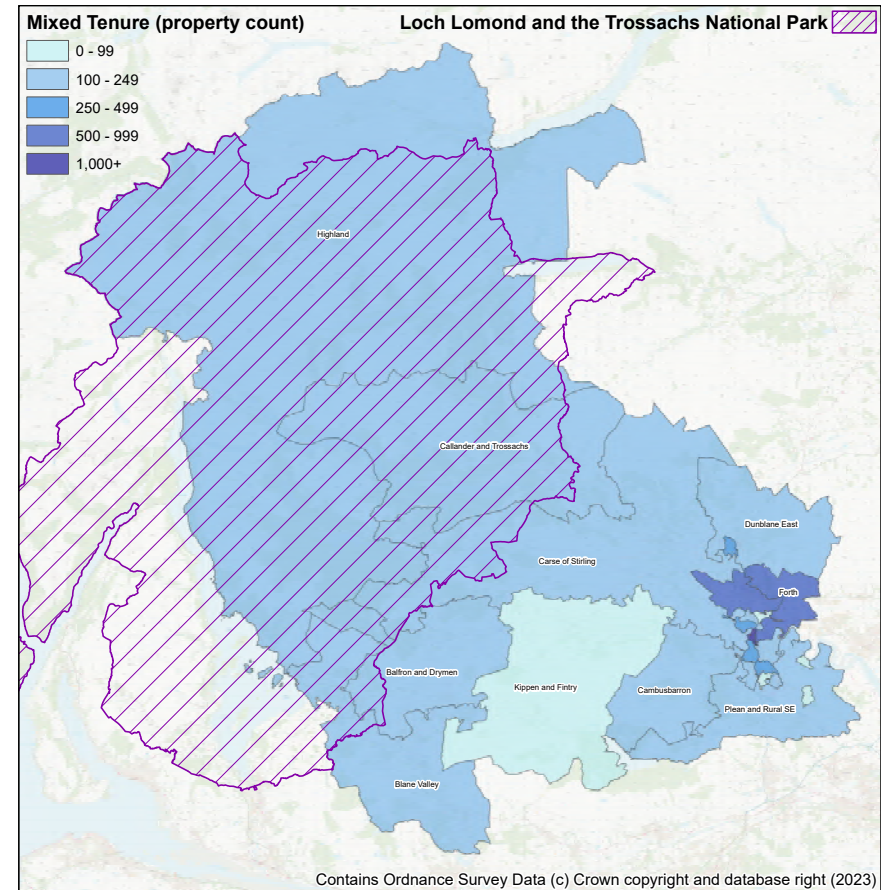 Mixed Tenure (property count)
Loch Lomond and the Trossachs National Park
0 - 99
100 - 249
250 - 499
500 - 999
1,000+
Highland
Callander and Trossachs
Dunblane East
Carse of Stirling
Forth
Balfron and Drymen
Kippen and Fintry
Cambusbarron
Plean and Rural SE
Blane Valley
Contains Ordnance Survey Data (c) Crown copyright and database right (2023)